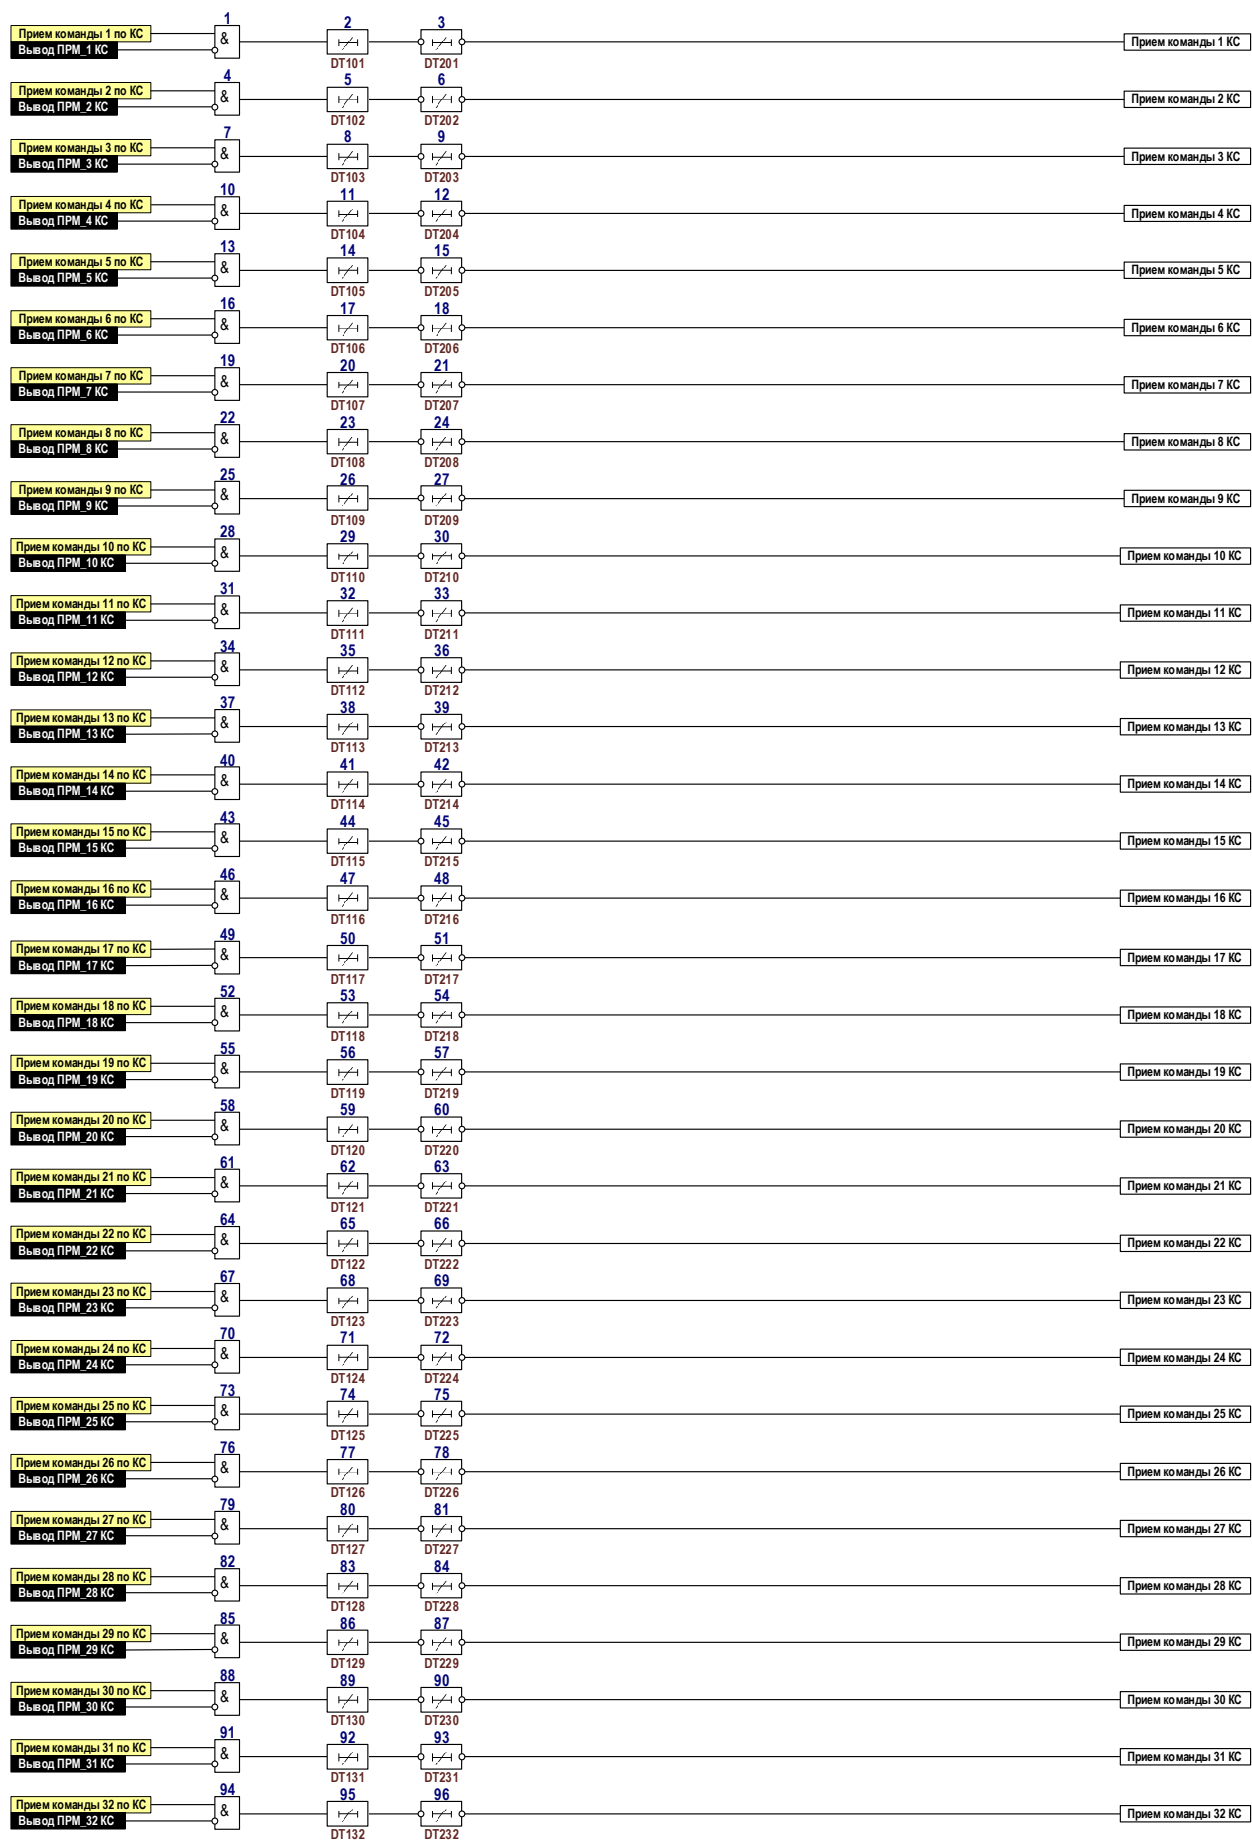 1 2 3
Прием команды 1 по КС & Прием команды 1 КС
Вывод ПРМ_1 КС
DT101 DT201
4 5 6
Прием команды 2 по КС & Прием команды 2 КС
Вывод ПРМ_2 КС
DT102 DT202
7 8 9
Прием команды 3 по КС & Прием команды 3 КС
Вывод ПРМ_3 КС
DT103 DT203
10 11 12
Прием команды 4 по КС & Прием команды 4 КС
Вывод ПРМ_4 КС
DT104 DT204
13 14 15
Прием команды 5 по КС & Прием команды 5 КС
Вывод ПРМ_5 КС
DT105 DT205
16 17 18
Прием команды 6 по КС & Прием команды 6 КС
Вывод ПРМ_6 КС
DT106 DT206
19 20 21
Прием команды 7 по КС & Прием команды 7 КС
Вывод ПРМ_7 КС
DT107 DT207
22 23 24
Прием команды 8 по КС & Прием команды 8 КС
Вывод ПРМ_8 КС
DT108 DT208
25 26 27
Прием команды 9 по КС & Прием команды 9 КС
Вывод ПРМ_9 КС
DT109 DT209
28 29 30
Прием команды 10 по КС & Прием команды 10 КС
Вывод ПРМ_10 КС
DT110 DT210
31 32 33
Прием команды 11 по КС & Прием команды 11 КС
Вывод ПРМ_11 КС
DT111 DT211
34 35 36
Прием команды 12 по КС & Прием команды 12 КС
Вывод ПРМ_12 КС
DT112 DT212
37 38 39
Прием команды 13 по КС & Прием команды 13 КС
Вывод ПРМ_13 КС
DT113 DT213
40 41 42
Прием команды 14 по КС & Прием команды 14 КС
Вывод ПРМ_14 КС
DT114 DT214
43 44 45
Прием команды 15 по КС & Прием команды 15 КС
Вывод ПРМ_15 КС
DT115 DT215
46 47 48
Прием команды 16 по КС & Прием команды 16 КС
Вывод ПРМ_16 КС
DT116 DT216
49 50 51
Прием команды 17 по КС & Прием команды 17 КС
Вывод ПРМ_17 КС
DT117 DT217
52 53 54
Прием команды 18 по КС & Прием команды 18 КС
Вывод ПРМ_18 КС
DT118 DT218
55 56 57
Прием команды 19 по КС & Прием команды 19 КС
Вывод ПРМ_19 КС
DT119 DT219
58 59 60
Прием команды 20 по КС & Прием команды 20 КС
Вывод ПРМ_20 КС
DT120 DT220
61 62 63
Прием команды 21 по КС & Прием команды 21 КС
Вывод ПРМ_21 КС
DT121 DT221
64 65 66
Прием команды 22 по КС & Прием команды 22 КС
Вывод ПРМ_22 КС
DT122 DT222
67 68 69
Прием команды 23 по КС & Прием команды 23 КС
Вывод ПРМ_23 КС
DT123 DT223
70 71 72
Прием команды 24 по КС & Прием команды 24 КС
Вывод ПРМ_24 КС
DT124 DT224
73 74 75
Прием команды 25 по КС & Прием команды 25 КС
Вывод ПРМ_25 КС
DT125 DT225
76 77 78
Прием команды 26 по КС & Прием команды 26 КС
Вывод ПРМ_26 КС
DT126 DT226
79 80 81
Прием команды 27 по КС & Прием команды 27 КС
Вывод ПРМ_27 КС
DT127 DT227
82 83 84
Прием команды 28 по КС & Прием команды 28 КС
Вывод ПРМ_28 КС
DT128 DT228
85 86 87
Прием команды 29 по КС & Прием команды 29 КС
Вывод ПРМ_29 КС
DT129 DT229
88 89 90
Прием команды 30 по КС & Прием команды 30 КС
Вывод ПРМ_30 КС
DT130 DT230
91 92 93
Прием команды 31 по КС & Прием команды 31 КС
Вывод ПРМ_31 КС
DT131 DT231
94 95 96
Прием команды 32 по КС & Прием команды 32 КС
Вывод ПРМ_32 КС
DT132 DT232